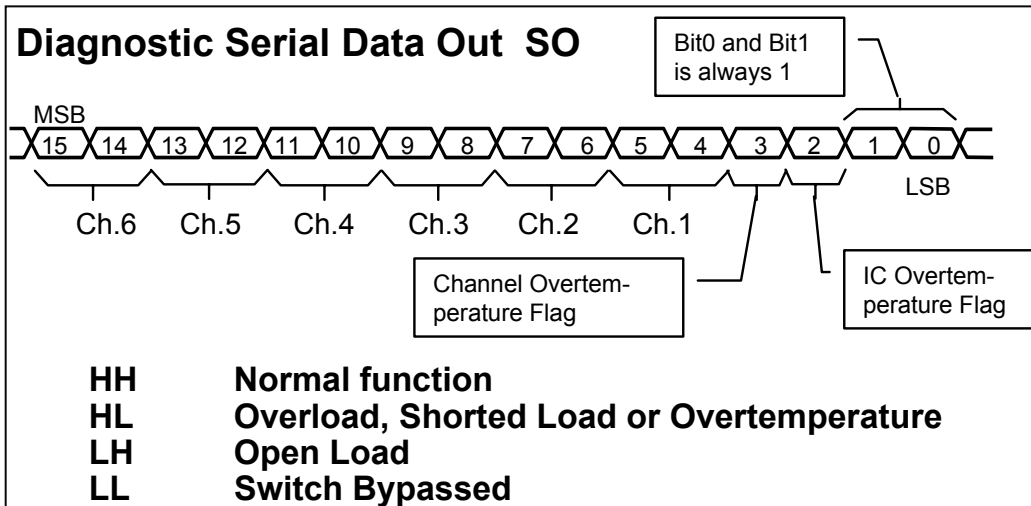 Diagnostic Serial Data Out SO
Bit0 and Bit1
is always 1
MSB
15 14 13 12 11 10 9 8 7 6 5 4 3 2 1 0
LSB
Ch.6 Ch.5 Ch.4 Ch.3 Ch.2 Ch.1
Channel Overtem-
perature Flag
IC Overtem-
perature Flag
HH Normal function
HL Overload, Shorted Load or Overtemperature
LH Open Load
LL Switch Bypassed